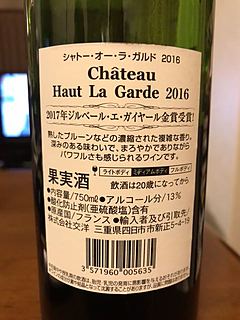 シャトー・オー・ラ・ガルド 2016
Château
Haut La Garde 2016
2017年ジルベール・エ・ガイヤール金賞受賞！
熟したプルーンなどの濃縮された複雑な香り。
深みのある味わいで、まろやかでありながら
パワフルさも感じられるワインです。
果実酒
ライトボディ ミディアムボディ フルボディ
飲酒は20歳になってから
●内容量/750mℓ●アルコール分/13%
●酸化防止剤(亜硫酸塩)含有
●原産国/フランス ●輸入者及び引取先/
株式会社交洋 三重県四日市市新正5-4-19
3 571960 005635